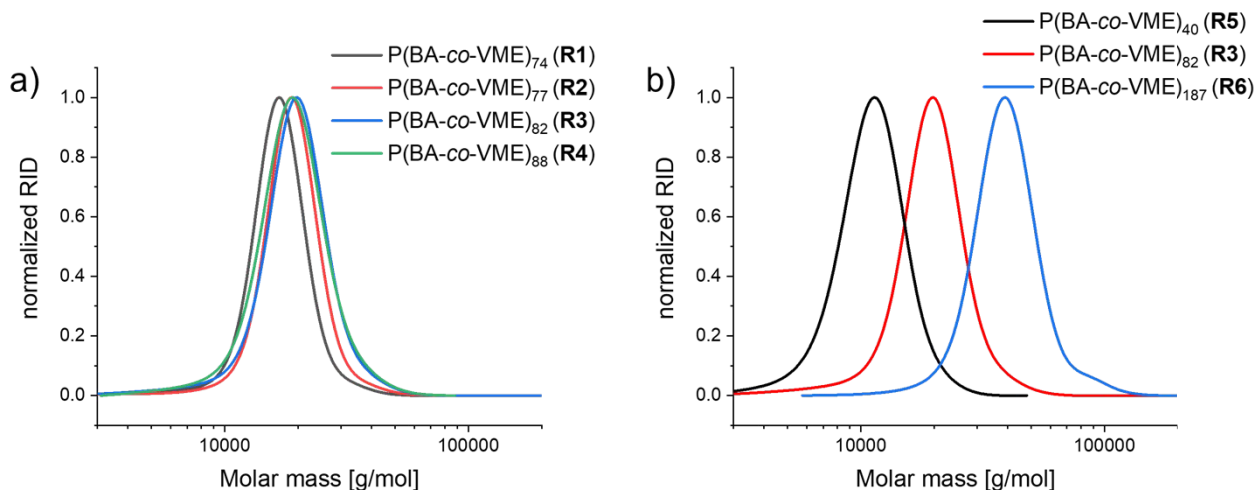 a)
P(BA-co-VME)74 (R1)
P(BA-co-VME)77 (R2)
P(BA-co-VME)82 (R3)
P(BA-co-VME)88 (R4)
normalized RID
1.0
0.8
0.6
0.4
0.2
0.0
10000
100000
Molar mass [g/mol]
b)
P(BA-co-VME)40 (R5)
P(BA-co-VME)82 (R3)
P(BA-co-VME)187 (R6)
normalized RID
1.0
0.8
0.6
0.4
0.2
0.0
10000
100000
Molar mass [g/mol]